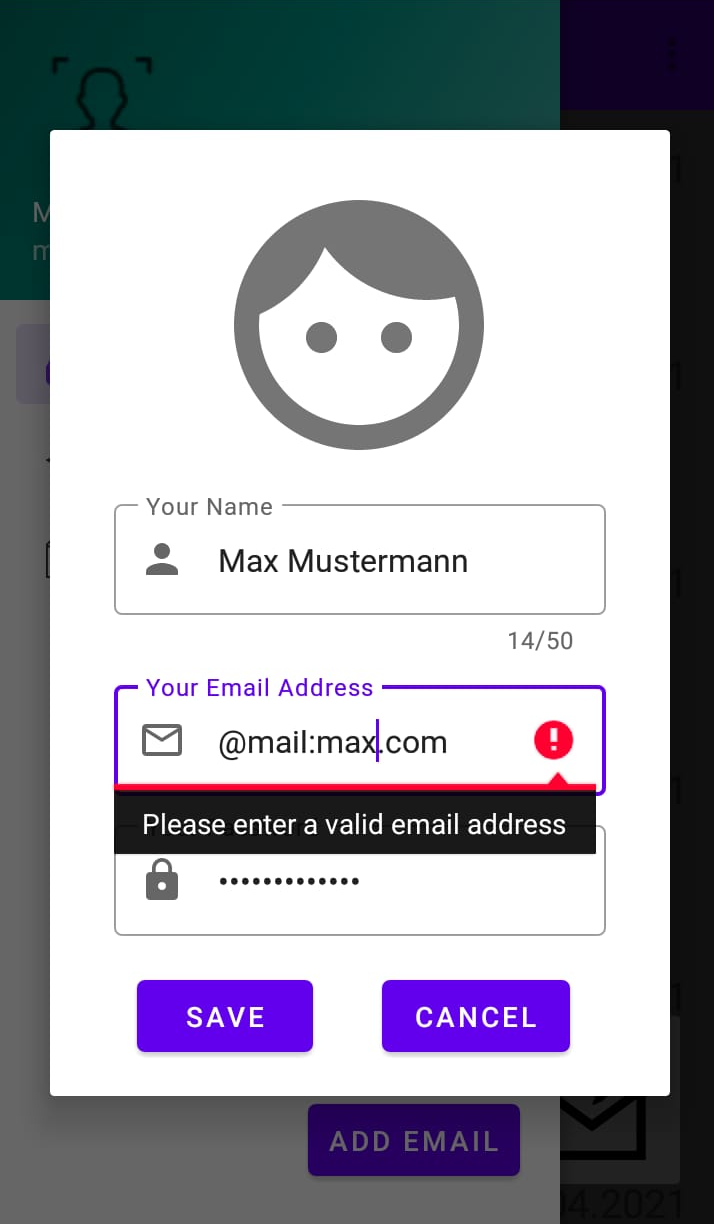 Your Name
Max Mustermann
14/50
Your Email Address
@mail:max.com
Please enter a valid email address
•••••••••••••
SAVE
CANCEL
ADD EMAIL
04.2021